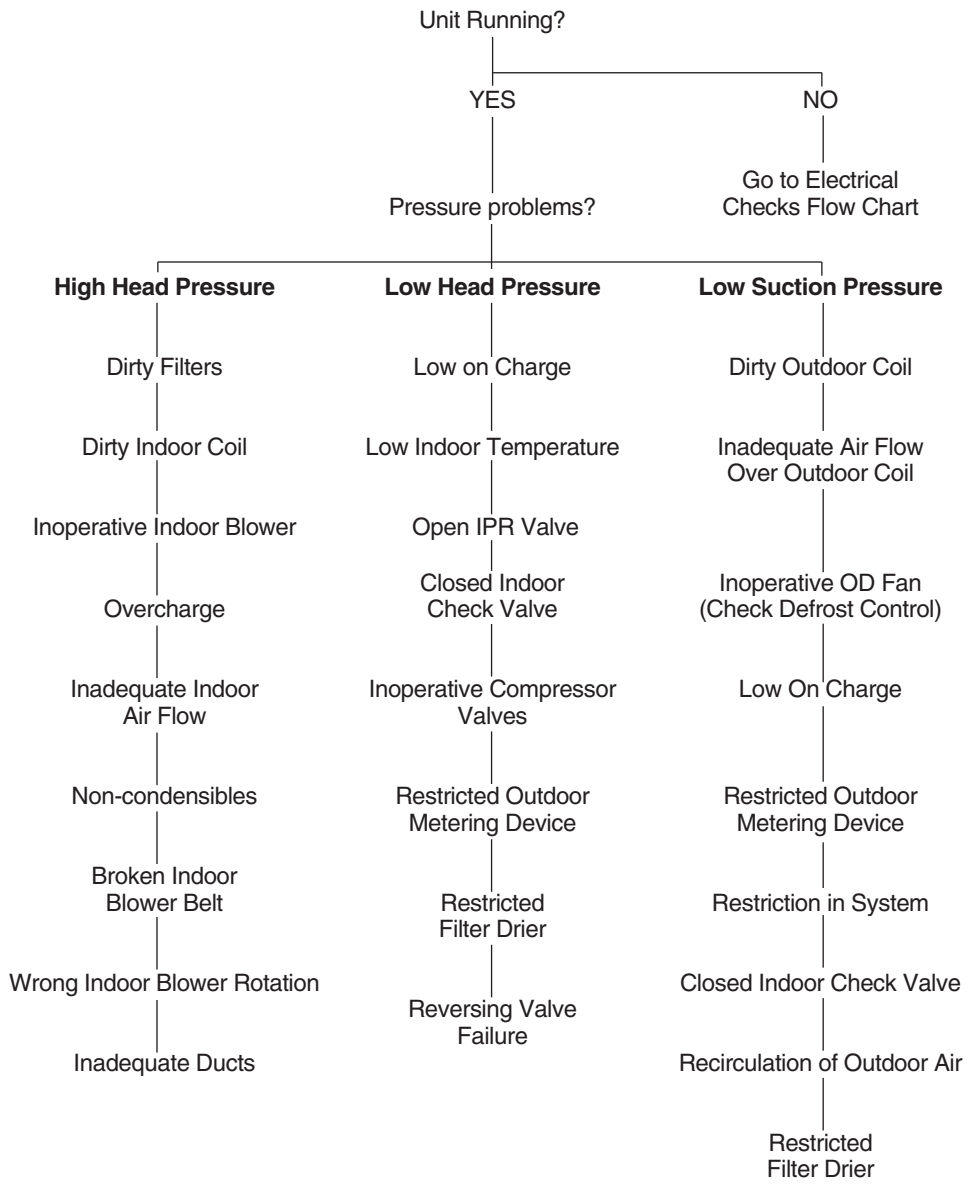 Unit Running?
YES
NO
Go to Electrical
Checks Flow Chart
Pressure problems?
High Head Pressure
Dirty Filters
Dirty Indoor Coil
Inoperative Indoor Blower
Overcharge
Inadequate Indoor
Air Flow
Non-condensibles
Broken Indoor
Blower Belt
Wrong Indoor Blower Rotation
Inadequate Ducts
Low Head Pressure
Low on Charge
Low Indoor Temperature
Open IPR Valve
Closed Indoor
Check Valve
Inoperative Compressor
Valves
Restricted Outdoor
Metering Device
Restricted
Filter Drier
Reversing Valve
Failure
Low Suction Pressure
Dirty Outdoor Coil
Inadequate Air Flow
Over Outdoor Coil
Inoperative OD Fan
(Check Defrost Control)
Low On Charge
Restricted Outdoor
Metering Device
Restriction in System
Closed Indoor Check Valve
Recirculation of Outdoor Air
Restricted
Filter Drier